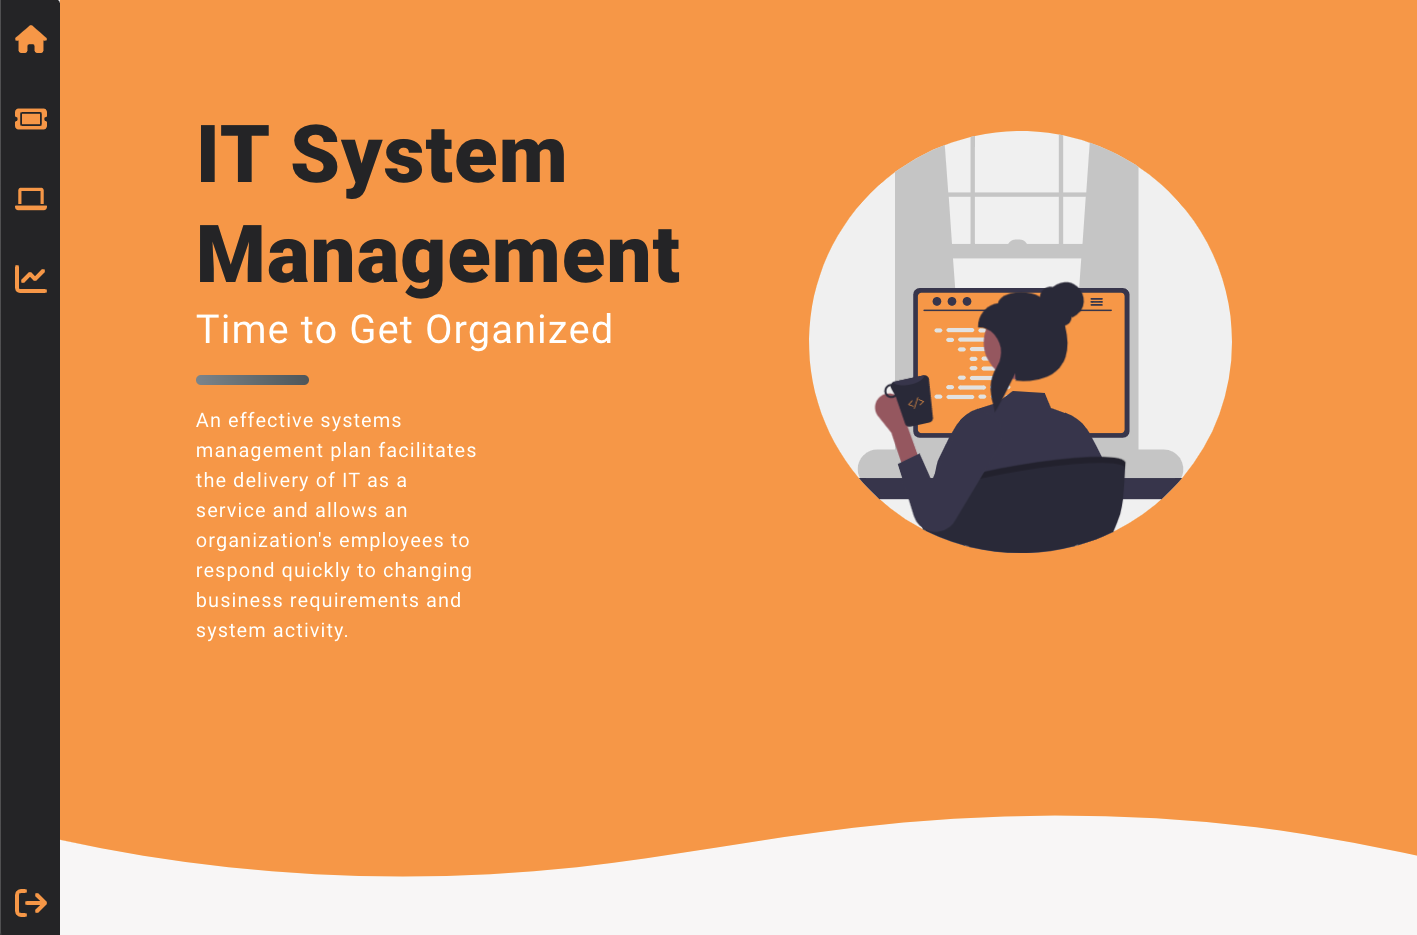 IT System
Management
Time to Get Organized
An effective systems
management plan facilitates
the delivery of IT as a
service and allows an
organization's employees to
respond quickly to changing
business requirements and
system activity.